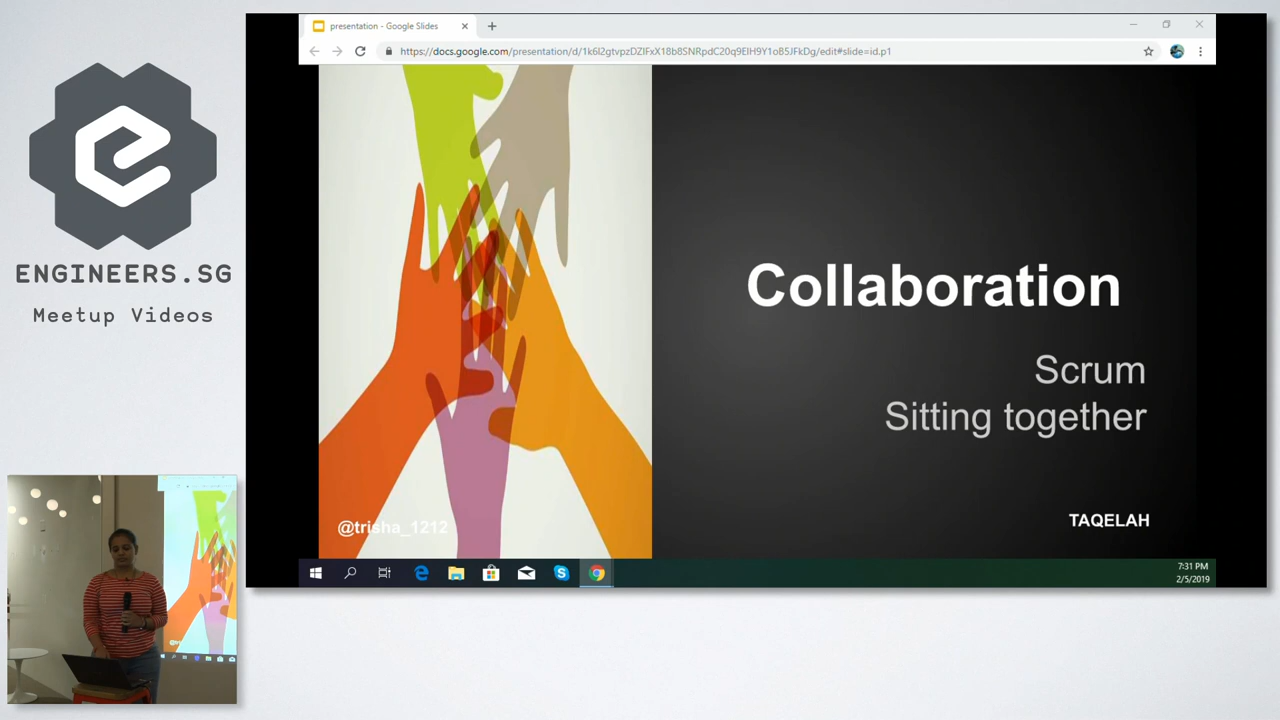 ENGINEERS.SG
Meetup Videos
presentation - Google Slides
https://docs.google.com/presentation/d/1k6l2gtvpzDZIFxX18b8SNRpdC20q9EIH9Y1oB5JFkDg/edit#slide=id.p1
Collaboration
Scrum
Sitting together
@trisha_1212
TAQELAH
7:31 PM
2/5/2019